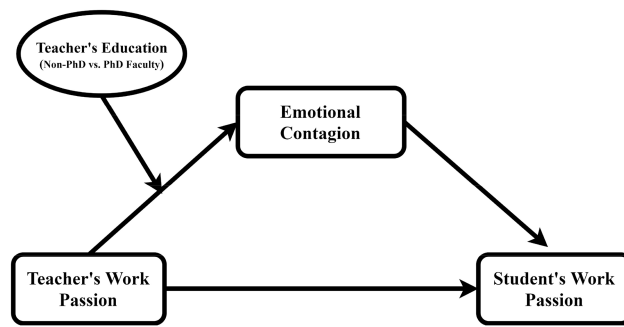 Teacher's Education
(Non-PhD vs. PhD Faculty)
Emotional
Contagion
Teacher's Work
Passion
Student's Work
Passion